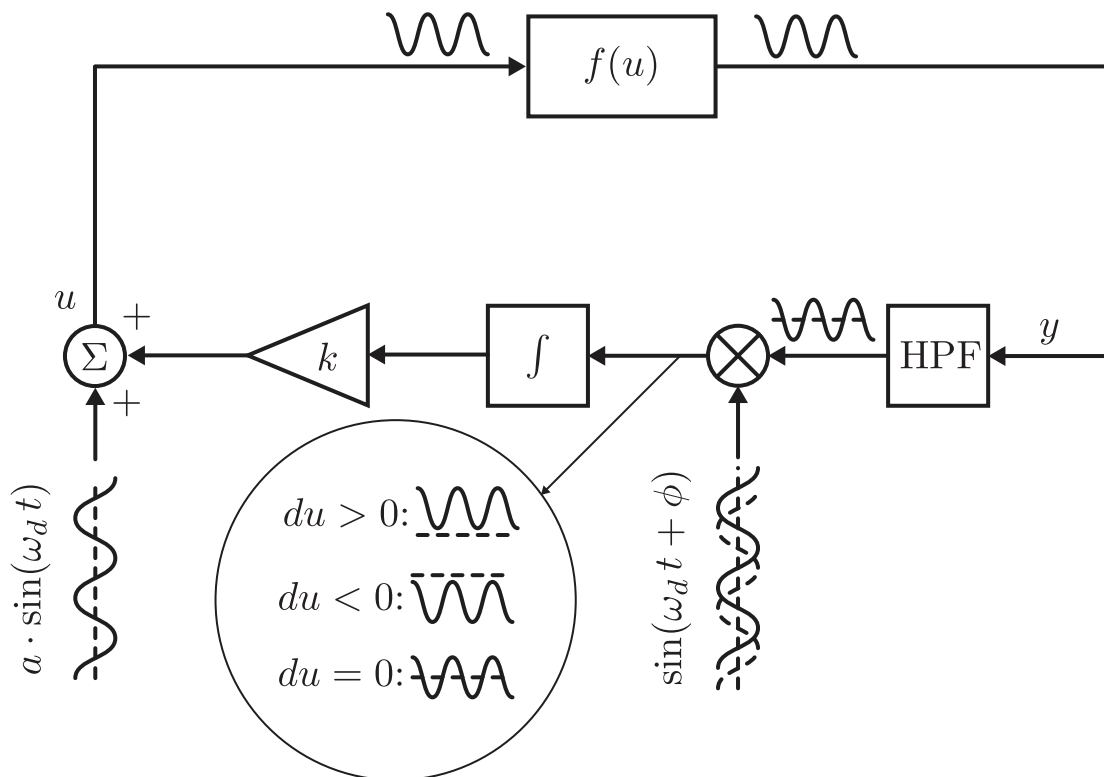 f(u)
u
+
Σ
+
k
∫
HPF
y
a · sin(ω_d t)
du > 0:
du < 0:
du = 0:
sin(ω_d t + ϕ)